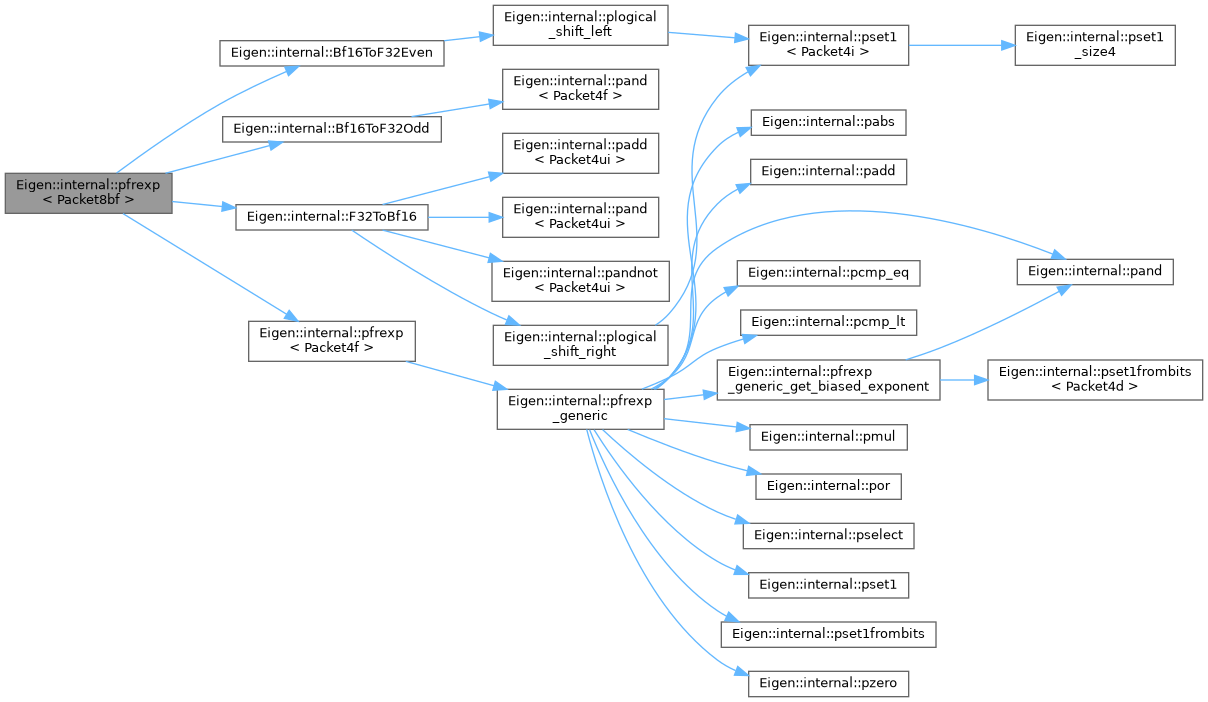 Eigen::internal::pfrexp
< Packet8bf >
Eigen::internal::Bf16ToF32Even
Eigen::internal::Bf16ToF32Odd
Eigen::internal::F32ToBf16
Eigen::internal::pfrexp
< Packet4f >
Eigen::internal::plogical
_shift_left
Eigen::internal::pand
< Packet4f >
Eigen::internal::padd
< Packet4ui >
Eigen::internal::pand
< Packet4ui >
Eigen::internal::pandnot
< Packet4ui >
Eigen::internal::plogical
_shift_right
Eigen::internal::pfrexp
_generic
Eigen::internal::pset1
< Packet4i >
Eigen::internal::pabs
Eigen::internal::padd
Eigen::internal::pcmp_eq
Eigen::internal::pcmp_lt
Eigen::internal::pfrexp
_generic_get_biased_exponent
Eigen::internal::pmul
Eigen::internal::por
Eigen::internal::pselect
Eigen::internal::pset1
Eigen::internal::pset1frombits
Eigen::internal::pzero
Eigen::internal::pset1
_size4
Eigen::internal::pand
Eigen::internal::pset1frombits
< Packet4d >